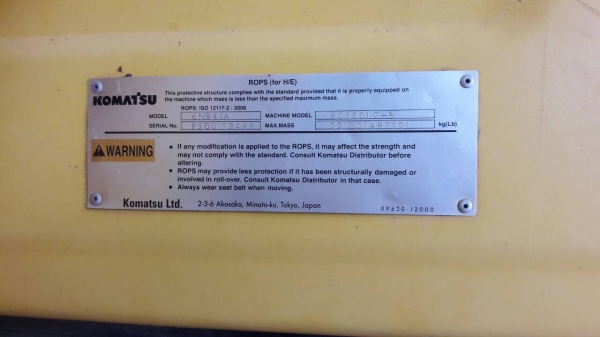 ROPS (for H/E)
KOMATSU
This protective structure complies with the standard provided that it is properly equipped on
the machine which mass is less than the specified maximum mass.
ROPS: ISO 12117-2 : 2008
MODEL 6NB41A MACHINE MODEL
SERIAL No. MAX.MASS kg(Lb)
WARNING
• If any modification is applied to the ROPS, it may affect the strength and
may not comply with the standard. Consult Komatsu Distributor before
altering.
• ROPS may provide less protection if it has been structurally damaged or
involved in roll-over. Consult Komatsu Distributor in that case.
• Always wear seat belt when moving.
Komatsu Ltd. 2-3-6 Akasaka, Minato-ku, Tokyo, Japan 09620-J2000